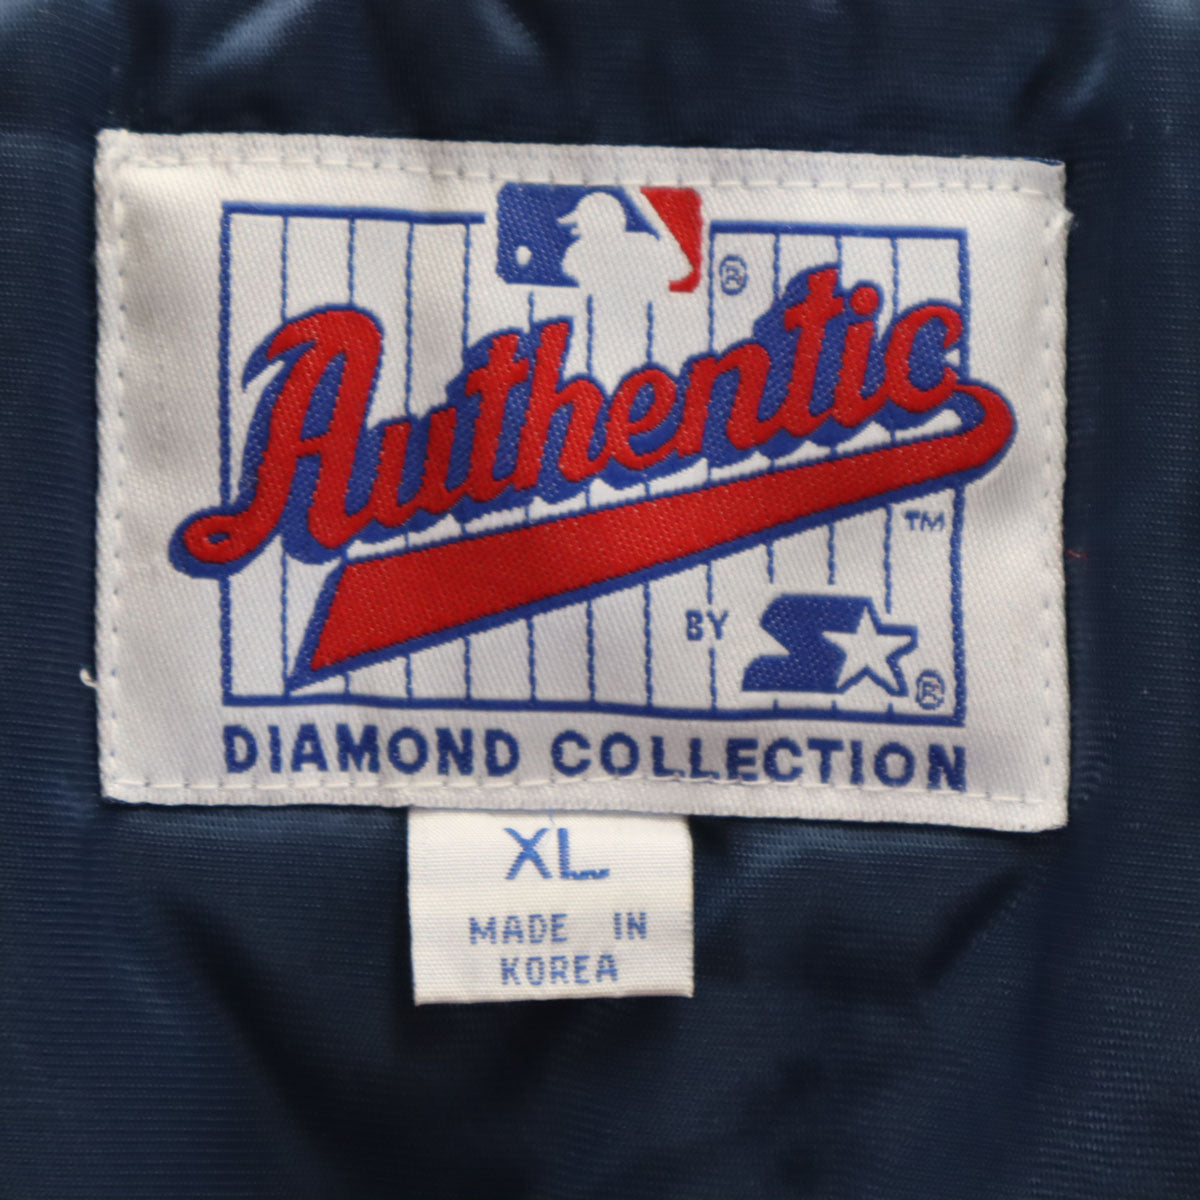 ®
Authentic
™
BY
®
DIAMOND COLLECTION
XL
MADE IN
KOREA